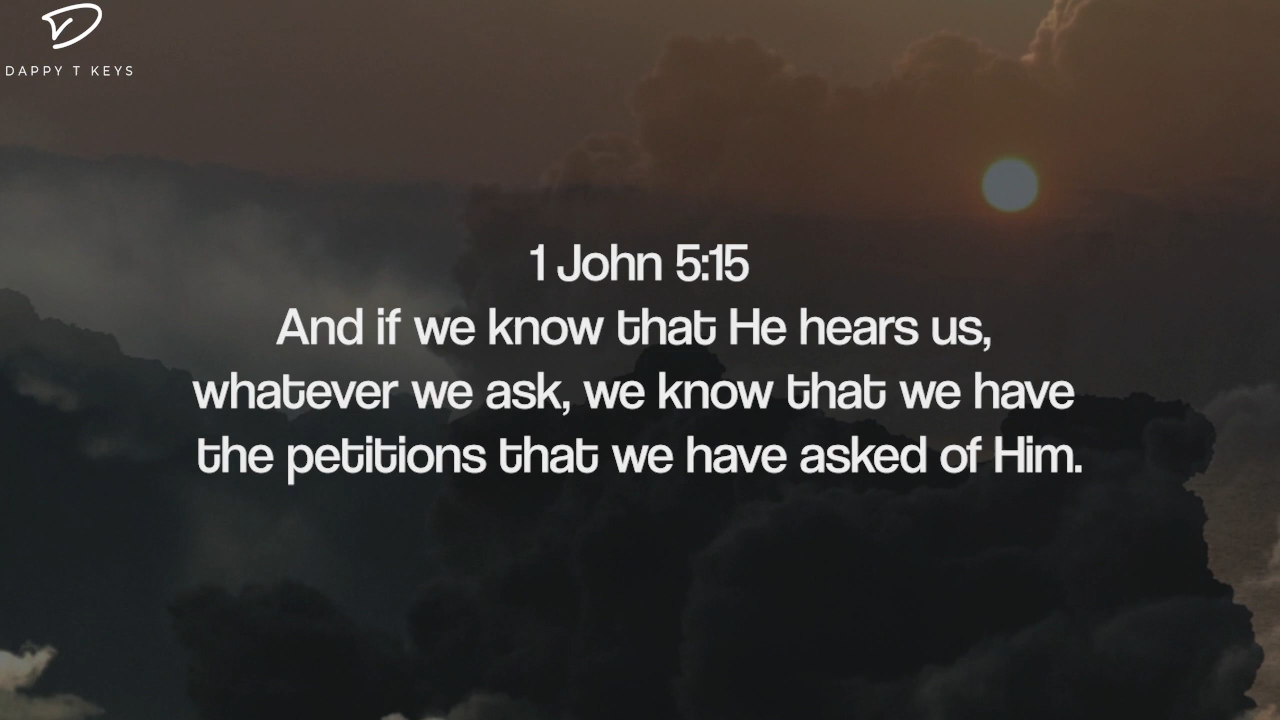 DAPPY T KEYS
1 John 5:15
And if we know that He hears us,
whatever we ask, we know that we have
the petitions that we have asked of Him.